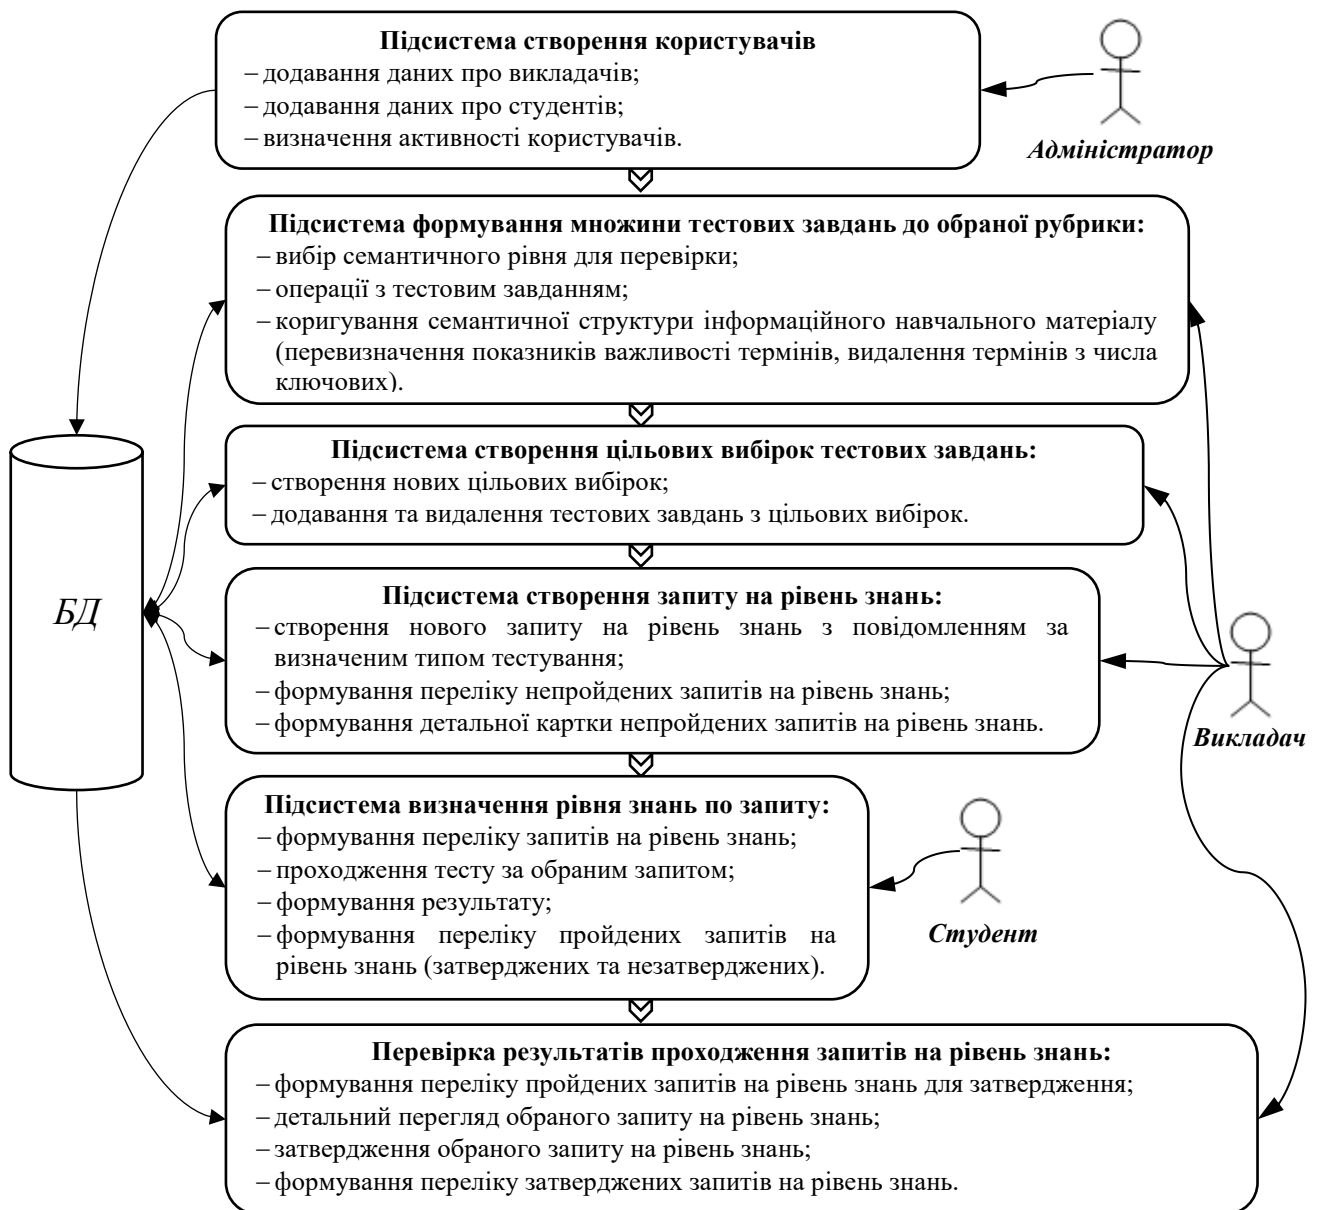 Підсистема створення користувачів
– додавання даних про викладачів;
– додавання даних про студентів;
– визначення активності користувачів.
Адміністратор
Підсистема формування множини тестових завдань до обраної рубрики:
– вибір семантичного рівня для перевірки;
– операції з тестовим завданням;
– коригування семантичної структури інформаційного навчального матеріалу
(перевизначення показників важливості термінів, видалення термінів з числа
ключових).
Підсистема створення цільових вибірок тестових завдань:
– створення нових цільових вибірок;
– додавання та видалення тестових завдань з цільових вибірок.
БД
Підсистема створення запиту на рівень знань:
– створення нового запиту на рівень знань з повідомленням за
визначеним типом тестування;
– формування переліку непройдених запитів на рівень знань;
– формування детальної картки непройдених запитів на рівень знань.
Викладач
Підсистема визначення рівня знань по запиту:
– формування переліку запитів на рівень знань;
– проходження тесту за обраним запитом;
– формування результату;
– формування переліку пройдених запитів на
рівень знань (затверджених та незатверджених).
Студент
Перевірка результатів проходження запитів на рівень знань:
– формування переліку пройдених запитів на рівень знань для затвердження;
– детальний перегляд обраного запиту на рівень знань;
– затвердження обраного запиту на рівень знань;
– формування переліку затверджених запитів на рівень знань.